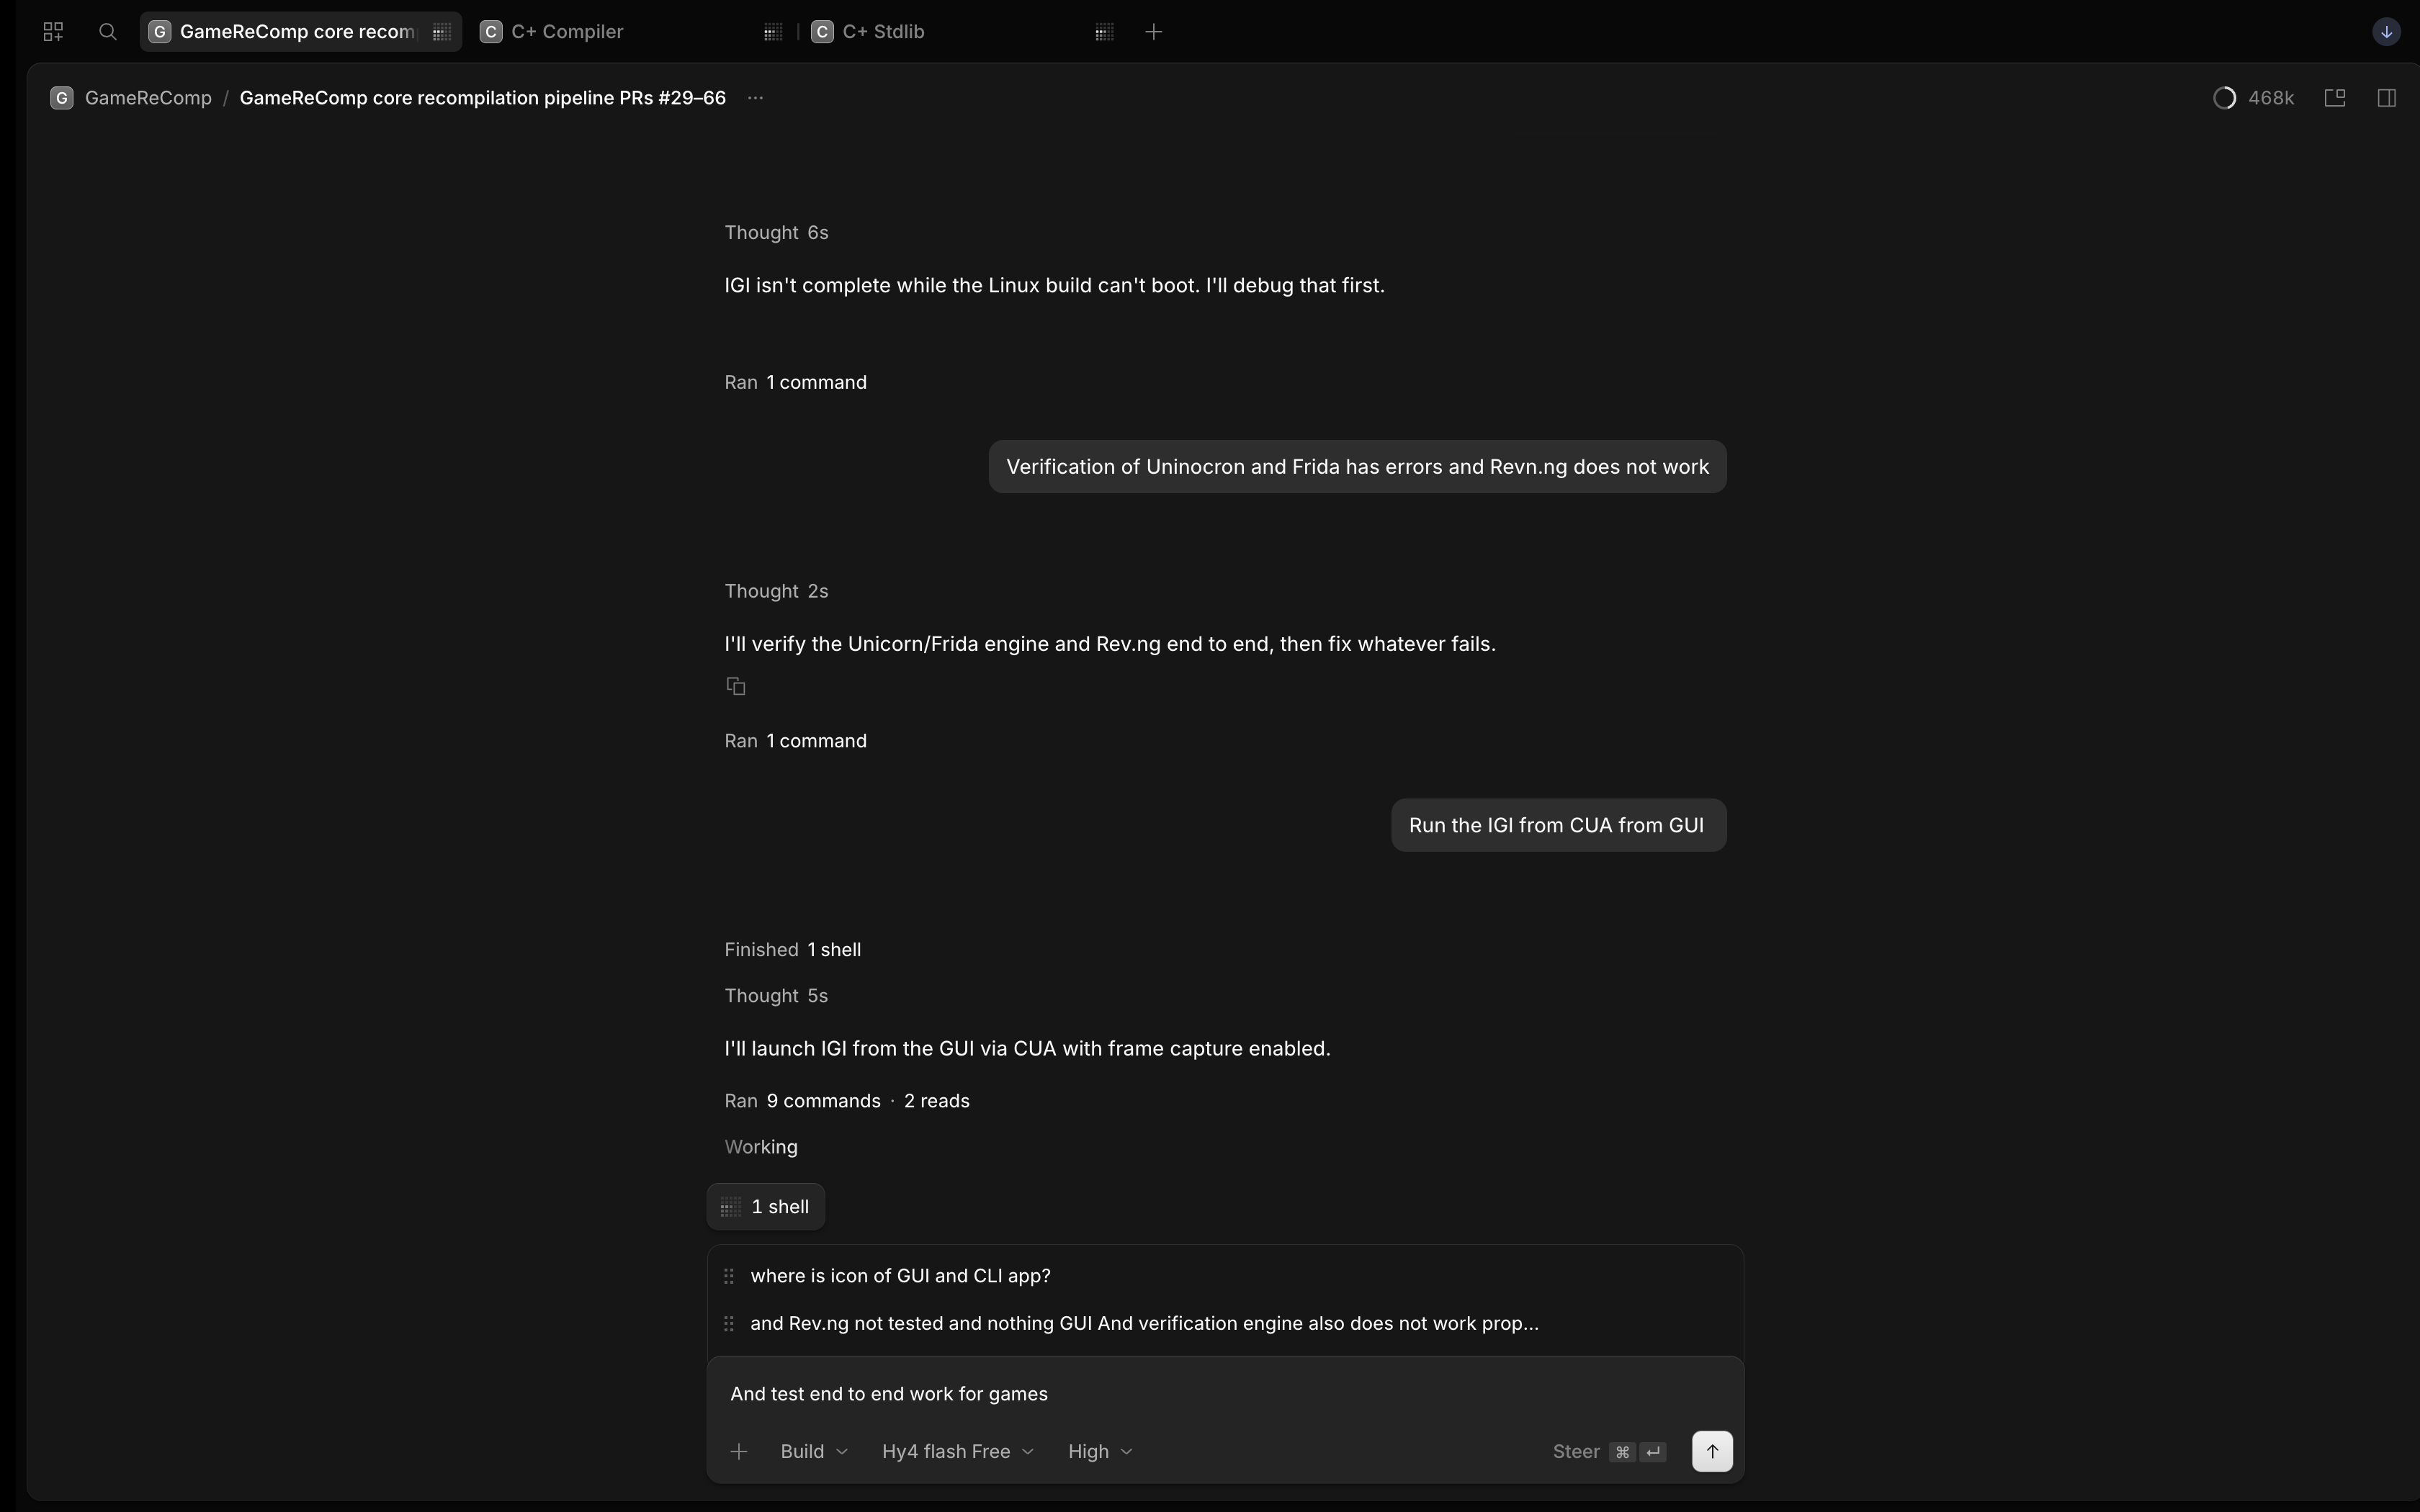 G GameReComp core recom
C C+ Compiler
C C+ Stdlib
G GameReComp / GameReComp core recompilation pipeline PRs #29–66 ...
468k
Thought 6s
IGI isn't complete while the Linux build can't boot. I'll debug that first.
Ran 1 command
Verification of Uninocron and Frida has errors and Revn.ng does not work
Thought 2s
I'll verify the Unicorn/Frida engine and Rev.ng end to end, then fix whatever fails.
Ran 1 command
Run the IGI from CUA from GUI
Finished 1 shell
Thought 5s
I'll launch IGI from the GUI via CUA with frame capture enabled.
Ran 9 commands · 2 reads
Working
1 shell
where is icon of GUI and CLI app?
and Rev.ng not tested and nothing GUI And verification engine also does not work prop...
And test end to end work for games
Build Hy4 flash Free High Steer ⌘ ↵